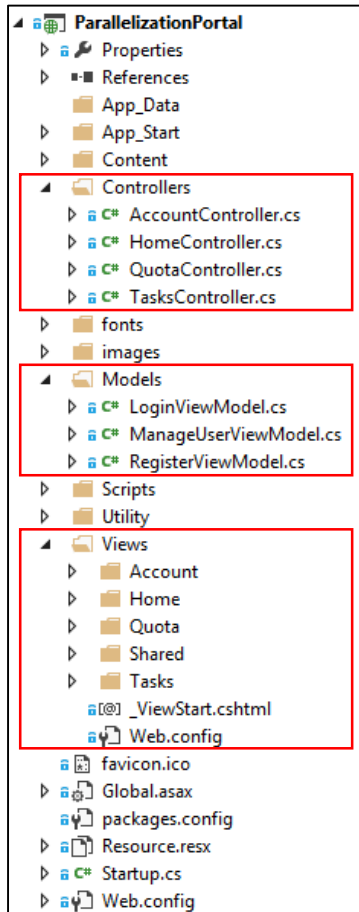 ParallelizationPortal
Properties
References
App_Data
App_Start
Content
Controllers
C# AccountController.cs
C# HomeController.cs
C# QuotaController.cs
C# TasksController.cs
fonts
images
Models
C# LoginViewModel.cs
C# ManageUserViewModel.cs
C# RegisterViewModel.cs
Scripts
Utility
Views
Account
Home
Quota
Shared
Tasks
[@] _ViewStart.cshtml
Web.config
favicon.ico
Global.asax
packages.config
Resource.resx
C# Startup.cs
Web.config